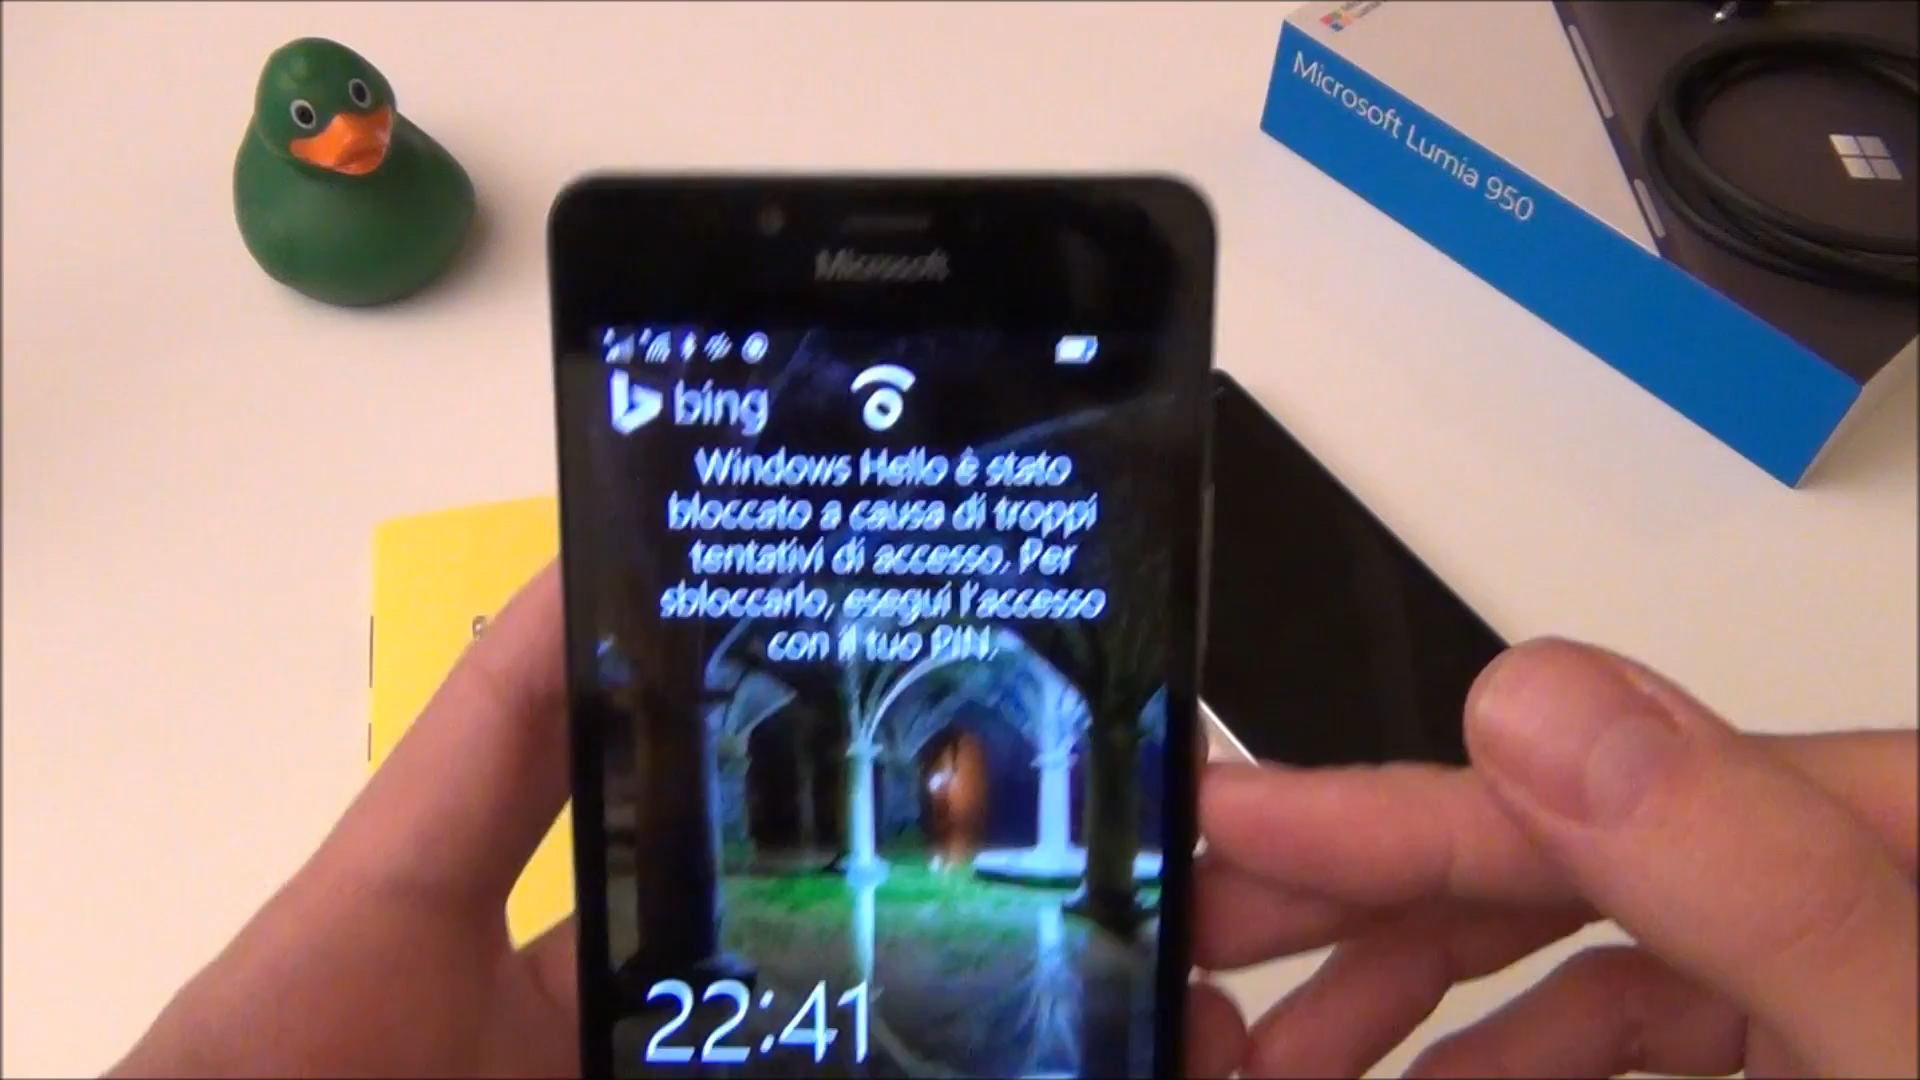 Microsoft Lumia 950
Microsoft
bing
Windows Hello è stato
bloccato a causa di troppi
tentativi di accesso. Per
sbloccarlo, esegui l'accesso
con il tuo PIN.
22:41